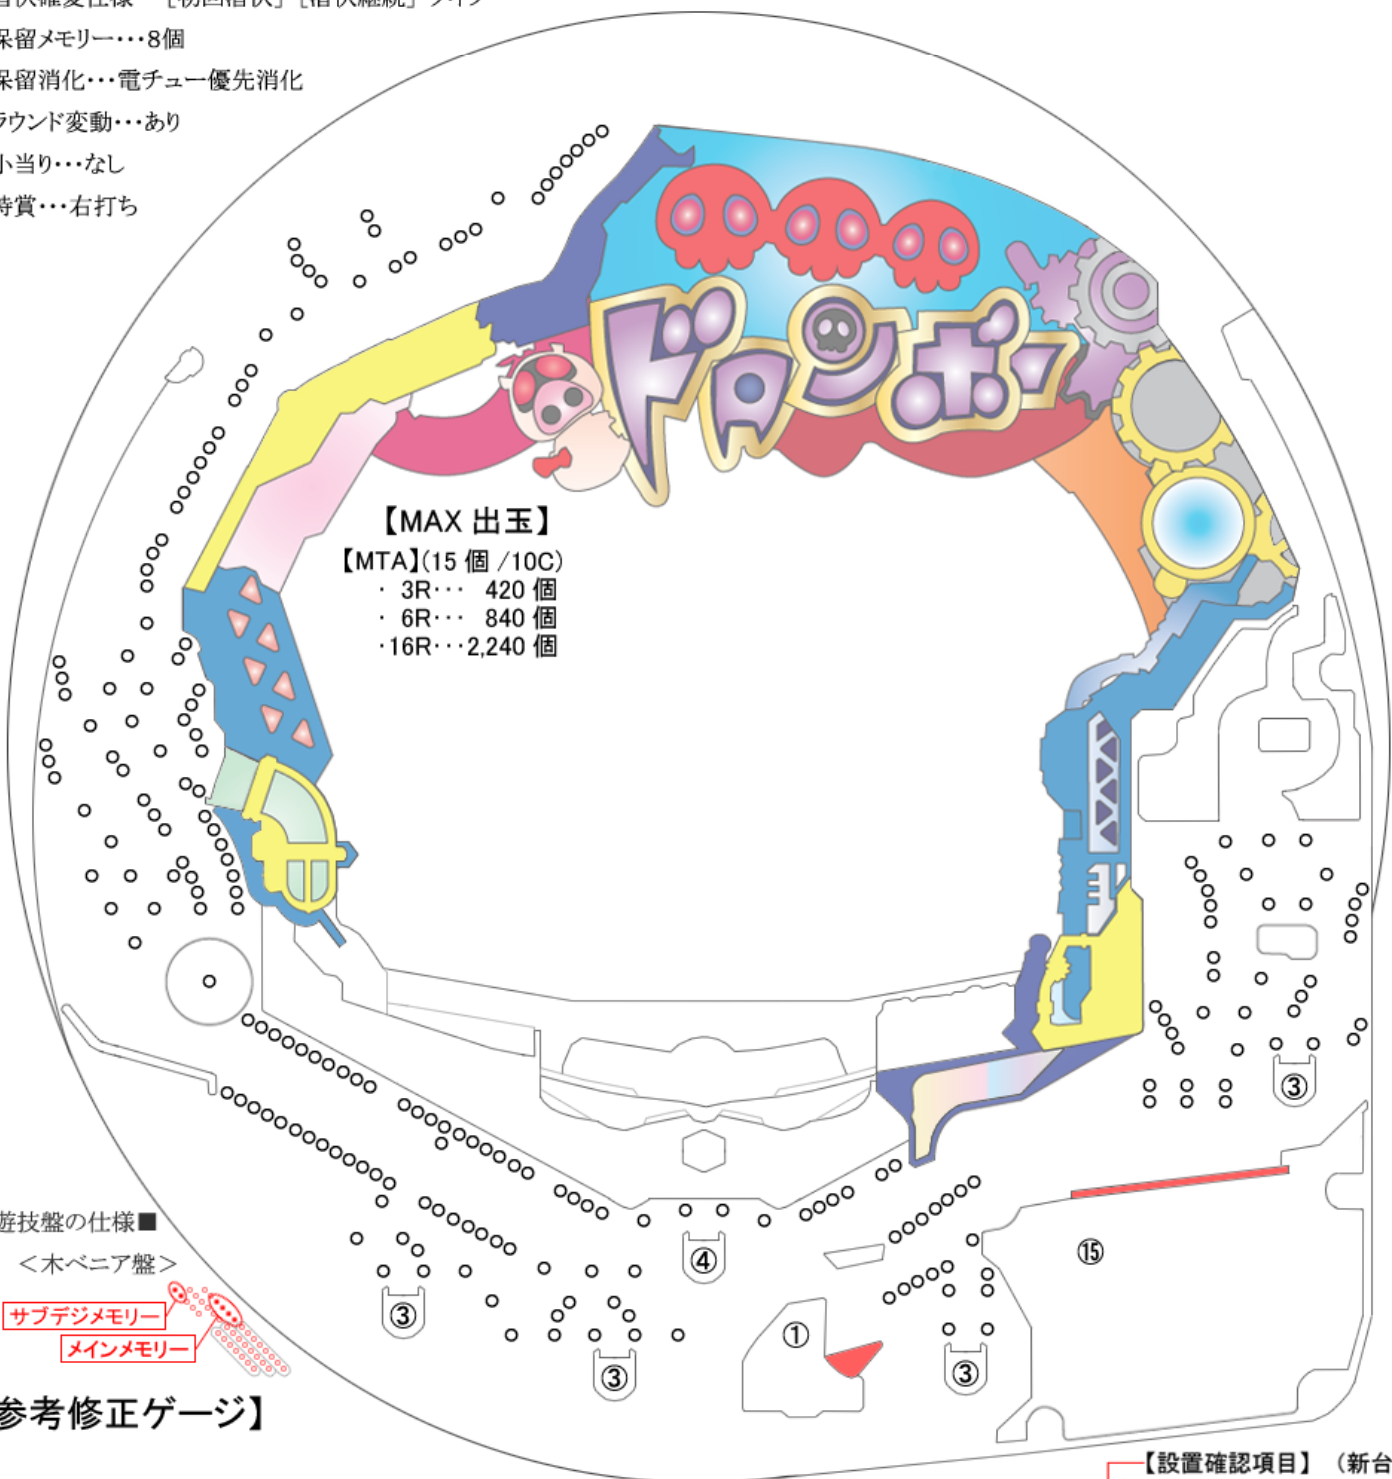 保留メモリー･･･8個
保留消化･･･電チュー優先消化
ラウンド変動･･･あり
小当り･･･なし
特賞･･･右打ち
ドロンボー
【MAX 出玉】
【MTA】(15 個 /10C)
・ 3R･･･ 420 個
・ 6R･･･ 840 個
・16R･･･2,240 個
③
遊技盤の仕様■
＜木ベニア盤＞
④
⑮
サブデジメモリー
メインメモリー
③
①
③
③
参考修正ゲージ】
【設置確認項目】 （新台